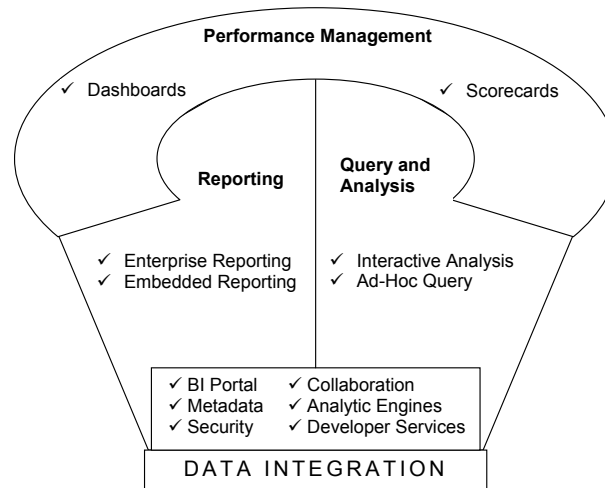 Performance Management
✓ Dashboards
✓ Scorecards
Reporting
Query and
Analysis
✓ Enterprise Reporting
✓ Embedded Reporting
✓ Interactive Analysis
✓ Ad-Hoc Query
✓ BI Portal
✓ Metadata
✓ Security
✓ Collaboration
✓ Analytic Engines
✓ Developer Services
DATA INTEGRATION